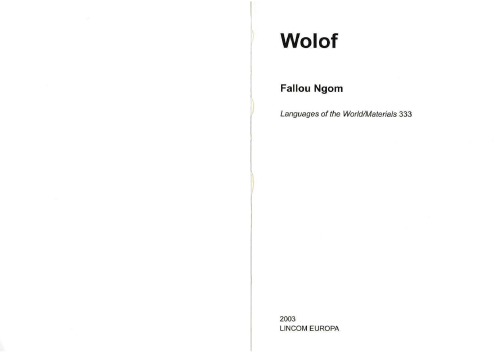 Wolof
Fallou Ngom
Languages of the World/Materials 333
2003
LINCOM EUROPA